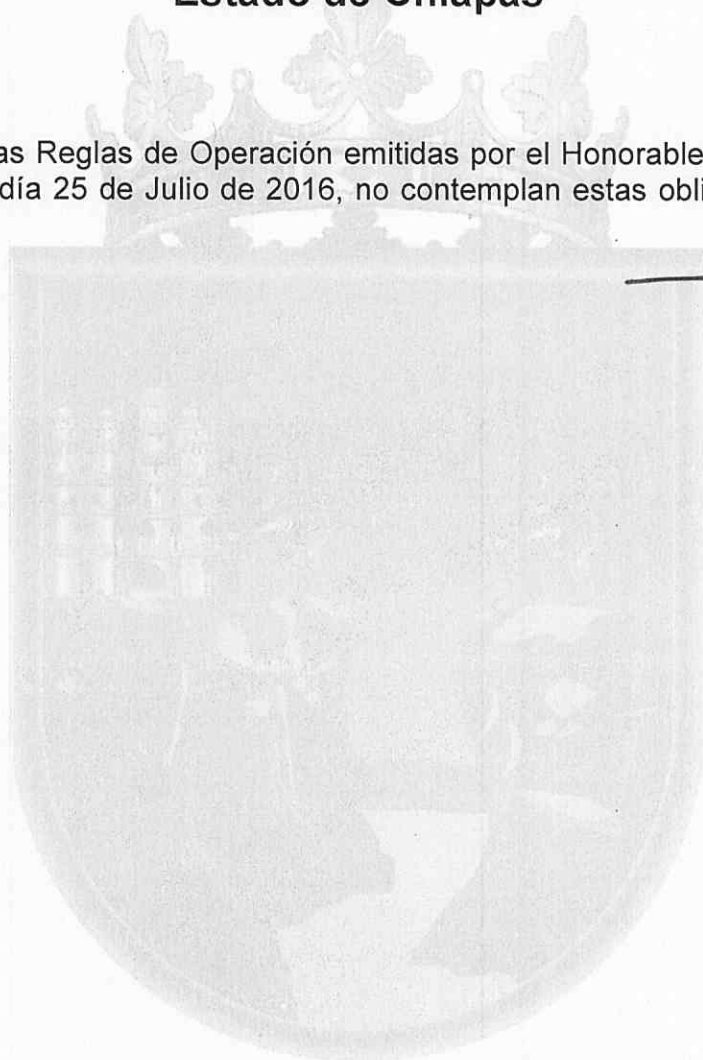 Estado de Chiapas
as Reglas de Operación emitidas por el Honorable
día 25 de Julio de 2016, no contemplan estas obli